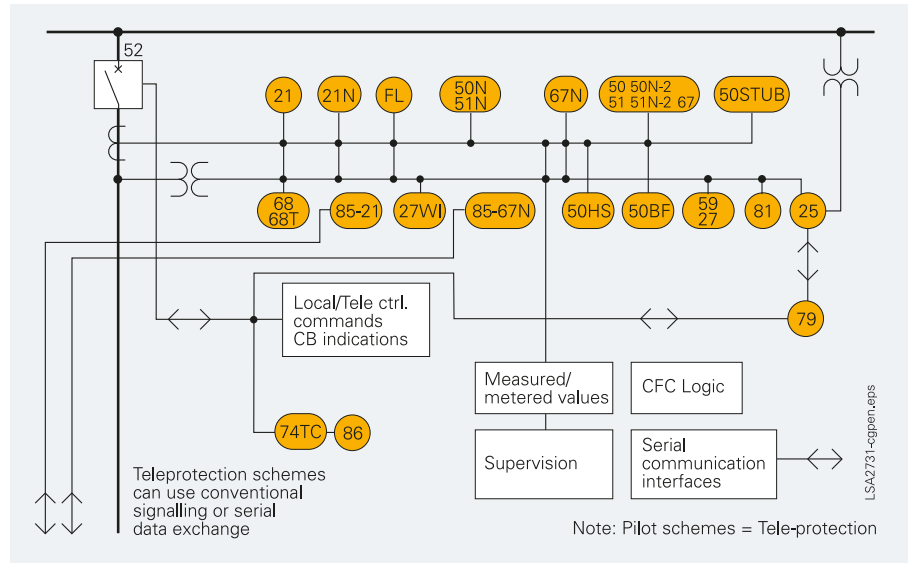 52
21
21N
FL
50N
51N
67N
50 50N-2
51 51N-2 67
50STUB
68
68T
85-21
27WI
85-67N
50HS
50BF
59
27
81
25
79
Local/Tele ctrl.
commands
CB indications
Measured/
metered values
CFC Logic
74TC
86
Supervision
Serial
communication
interfaces
Teleprotection schemes
can use conventional
signalling or serial
data exchange
Note: Pilot schemes = Tele-protection
LSA2731-cgpen.eps